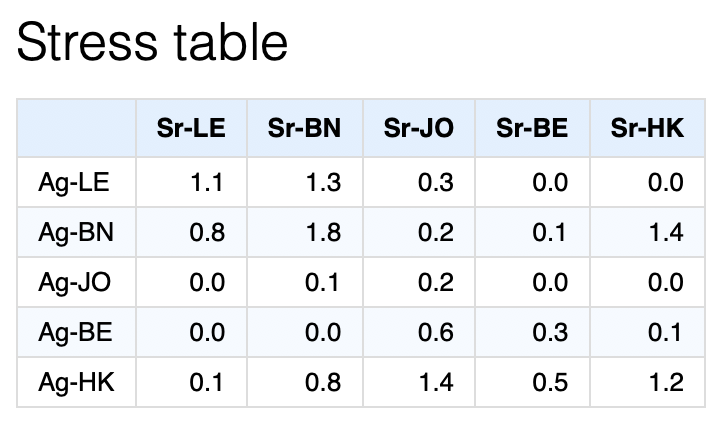 Stress table
Sr-LE Sr-BN Sr-JO Sr-BE Sr-HK
Ag-LE 1.1 1.3 0.3 0.0 0.0
Ag-BN 0.8 1.8 0.2 0.1 1.4
Ag-JO 0.0 0.1 0.2 0.0 0.0
Ag-BE 0.0 0.0 0.6 0.3 0.1
Ag-HK 0.1 0.8 1.4 0.5 1.2